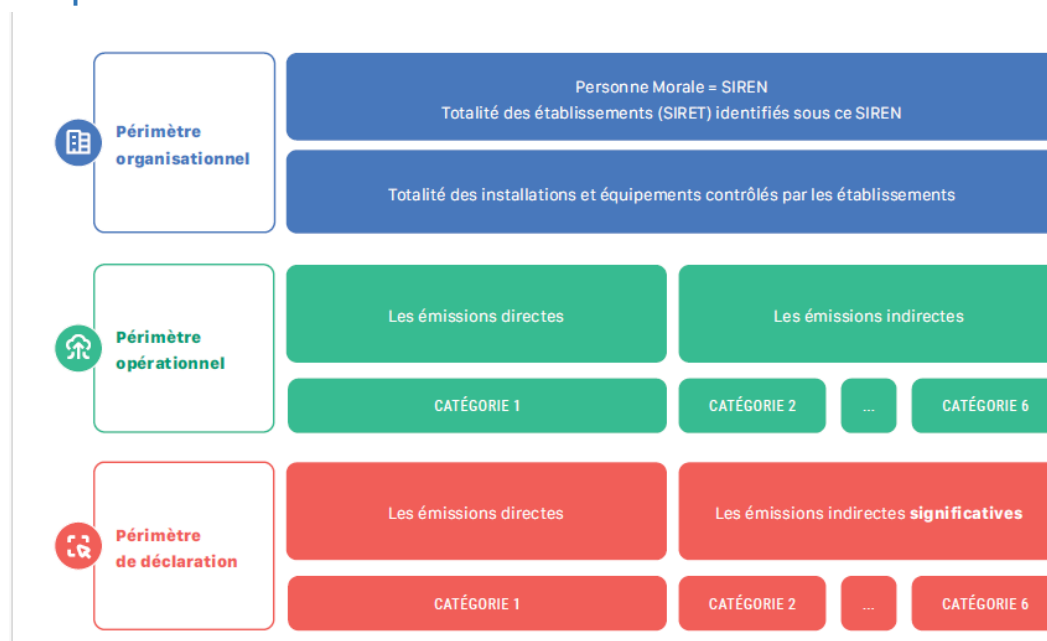 Personne Morale = SIREN
Totalité des établissements (SIRET) identifiés sous ce SIREN
Périmètre
organisationnel
Totalité des installations et équipements contrôlés par les établissements
Les émissions directes
Les émissions indirectes
Périmètre
opérationnel
CATÉGORIE 1
CATÉGORIE 2
...
CATÉGORIE 6
Les émissions directes
Les émissions indirectes significatives
Périmètre
de déclaration
CATÉGORIE 1
CATÉGORIE 2
...
CATÉGORIE 6